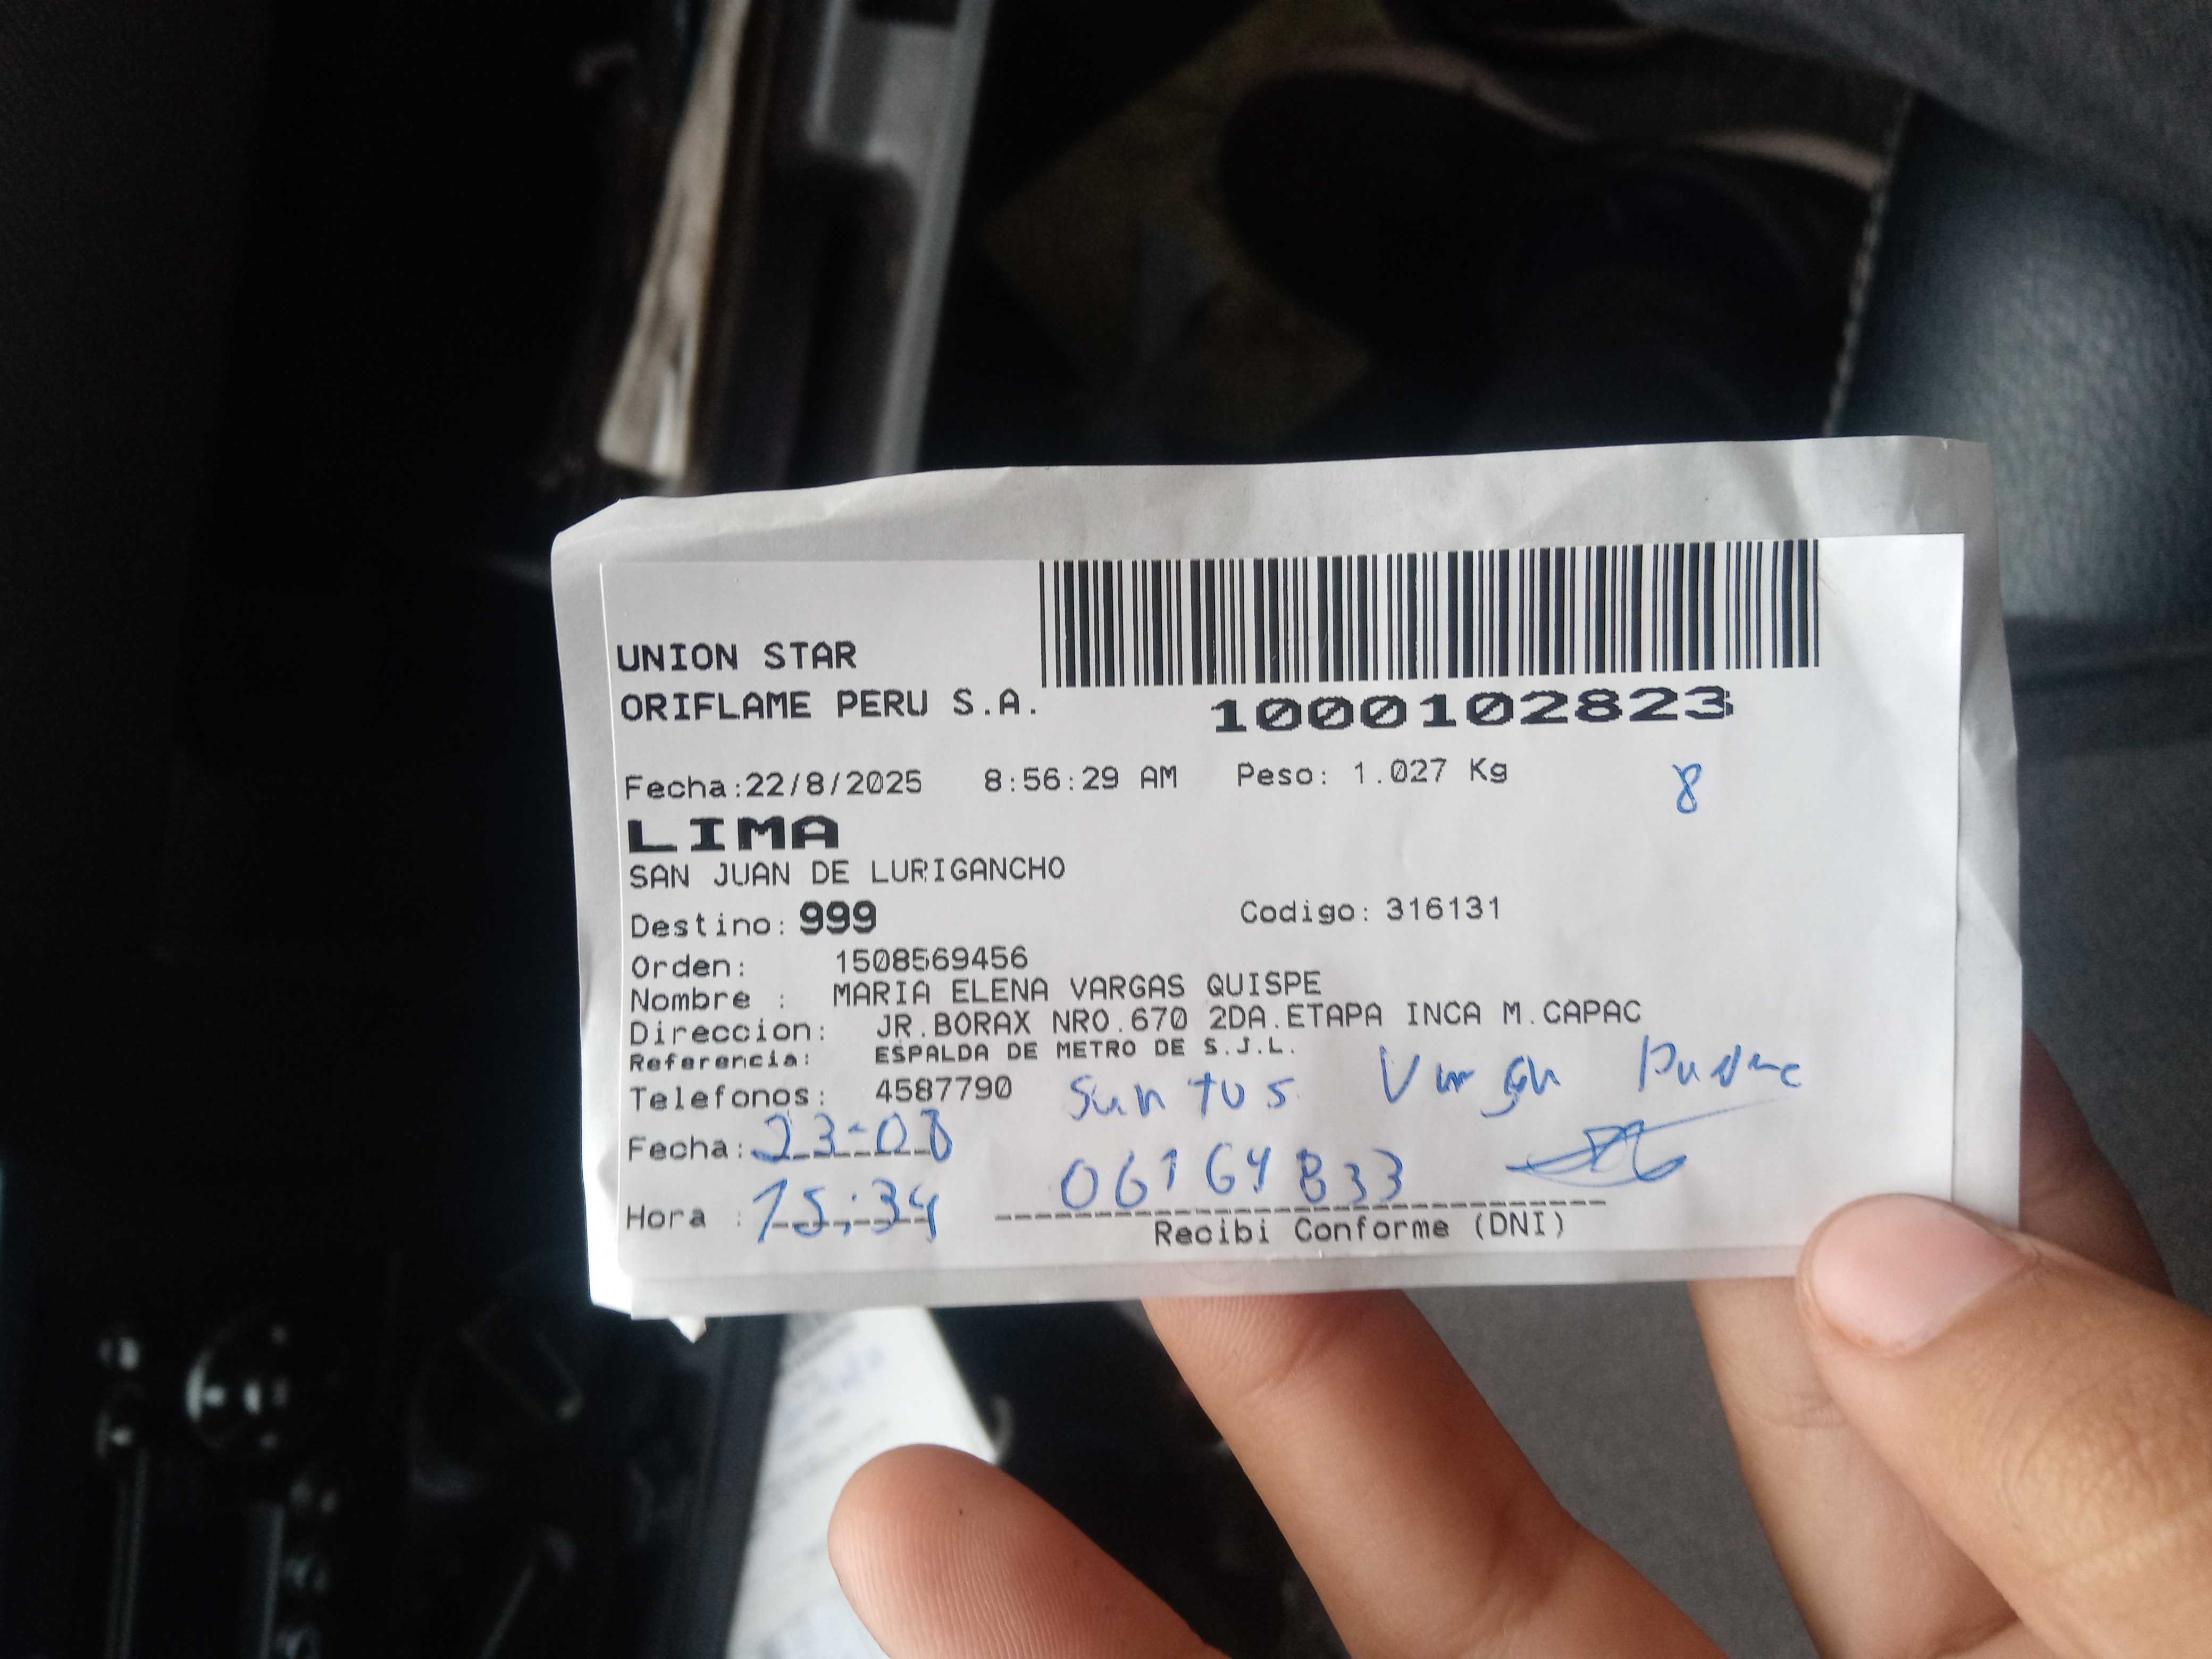 UNION STAR
ORIFLAME PERU S.A.
1000102823
Fecha:22/8/2025 8:56:29 AM Peso: 1.027 Kg
8
LIMA
SAN JUAN DE LURIGANCHO
Destino: 999 Codigo: 316131
Orden: 1508569456
Nombre : MARIA ELENA VARGAS QUISPE
Direccion: JR.BORAX NRO.670 2DA.ETAPA INCA M.CAPAC
Referencia: ESPALDA DE METRO DE S.J.L.
Telefonos: 4587790 Suntos
Fecha: 23-08
Hora : 15:34 06164833
Recibi Conforme (DNI)